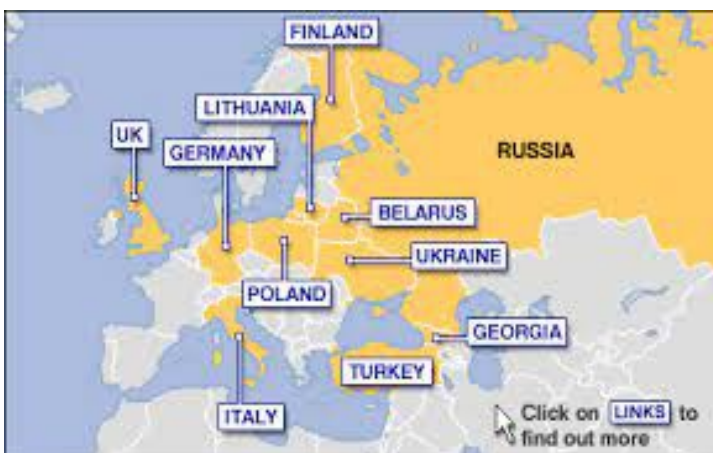 FINLAND
LITHUANIA
UK
GERMANY
RUSSIA
BELARUS
UKRAINE
POLAND
GEORGIA
TURKEY
ITALY
Click on LINKS to
find out more